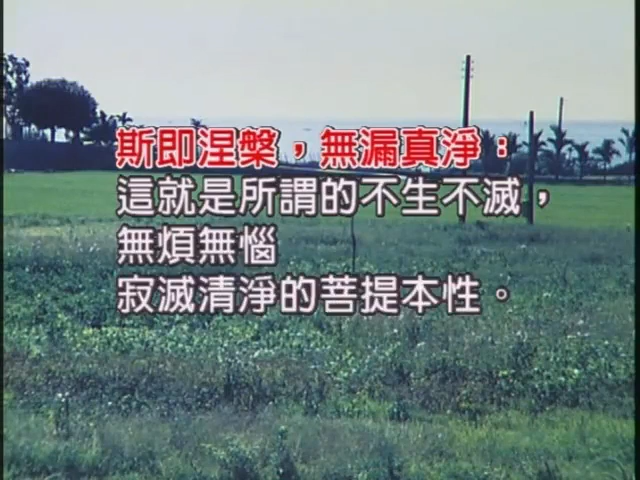 斯即涅槃，無漏真淨：
這就是所謂的不生不滅，
無煩無惱
寂滅清淨的菩提本性。